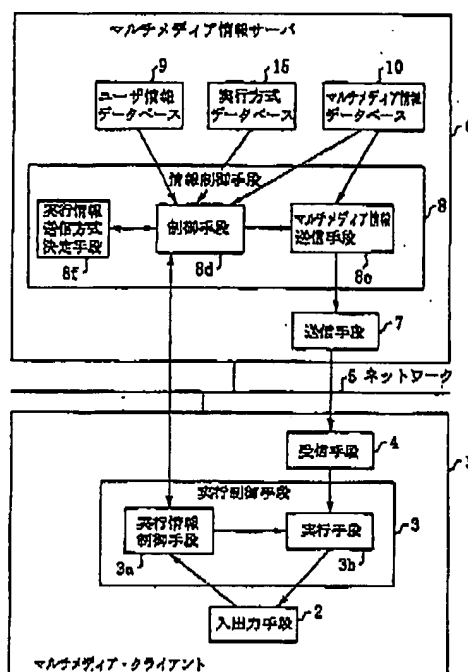 マルチメディア情報サーバ
9
15
10
ユーザ情報
データベース
実行方式
データベース
マルチメディア情報
データベース
6
情報制御手段
8
実行情報
送信方式
決定手段
8f
制御手段
8d
マルチメディア情報
送信手段
8c
送信手段
7
5 ネットワーク
受信手段
4
1
実行制御手段
3
実行情報
制御手段
3a
実行手段
3b
入出力手段
2
マルチメディア・クライアント